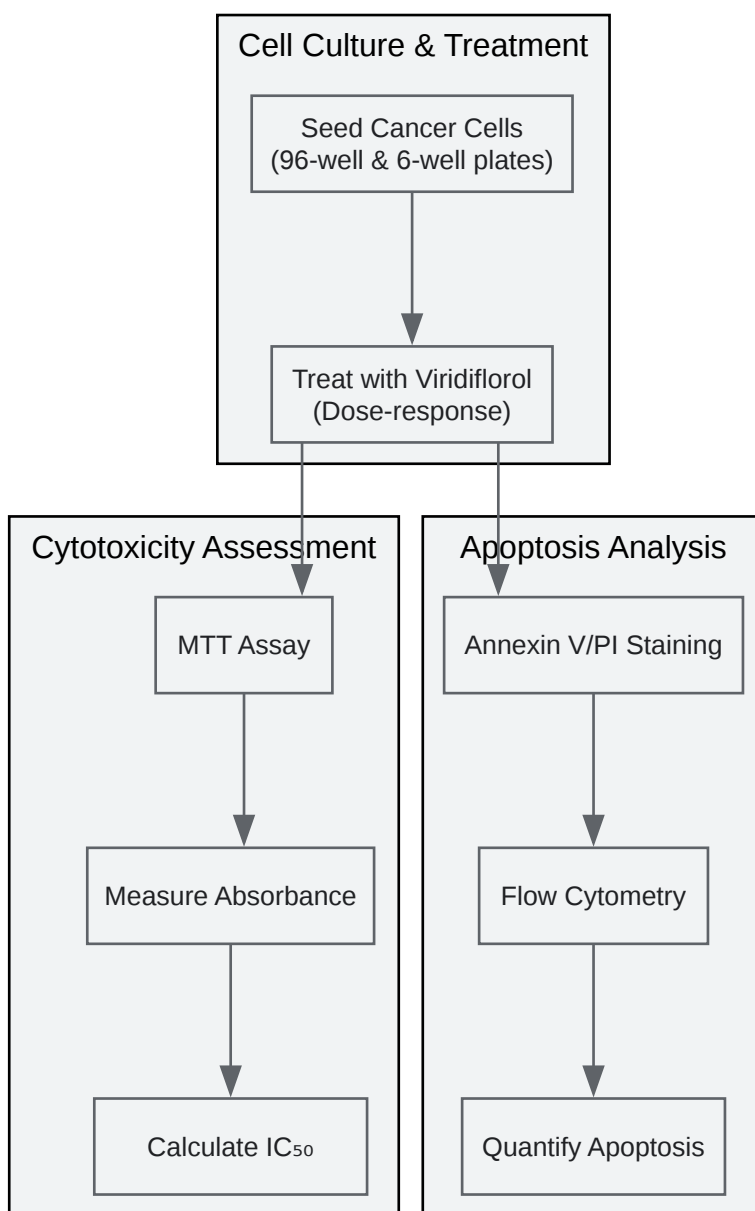 Cell Culture & Treatment
Seed Cancer Cells
(96-well & 6-well plates)
Treat with Viridiflorol
(Dose-response)
Cytotoxicity Assessment
MTT Assay
Measure Absorbance
Calculate IC₅₀
Apoptosis Analysis
Annexin V/PI Staining
Flow Cytometry
Quantify Apoptosis